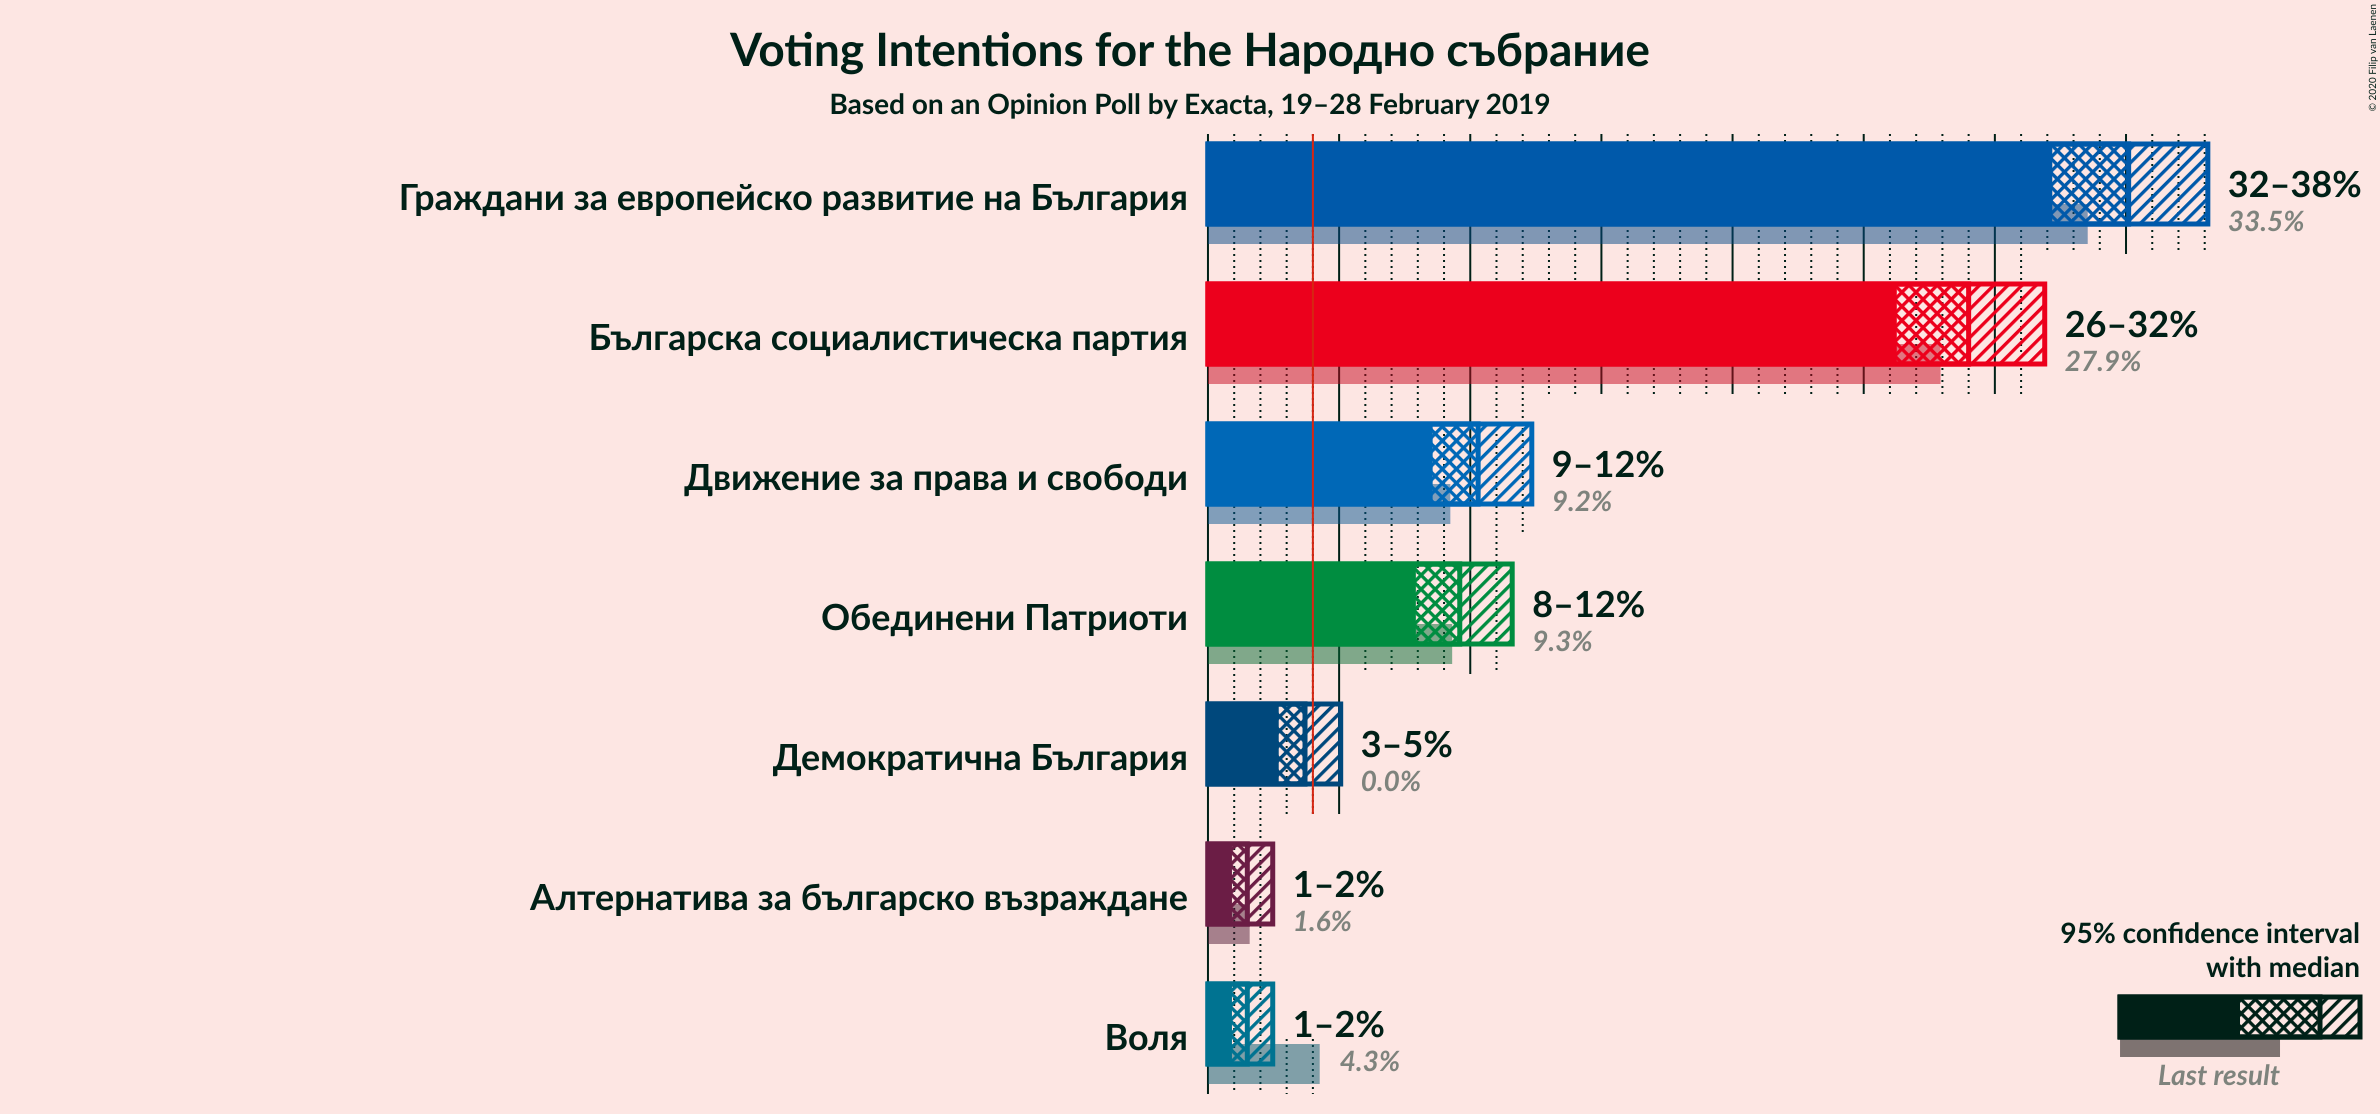 Voting Intentions for the Народно събрание
Based on an Opinion Poll by Exacta, 19–28 February 2019
© 2020 Filip van Laenen
Граждани за европейско развитие на България
32–38%
33.5%
Българска социалистическа партия
26–32%
27.9%
Движение за права и свободи
9–12%
9.2%
Обединени Патриоти
8–12%
9.3%
Демократична България
3–5%
0.0%
Алтернатива за българско възраждане
1–2%
1.6%
Воля
1–2%
4.3%
95% confidence interval
with median
Last result